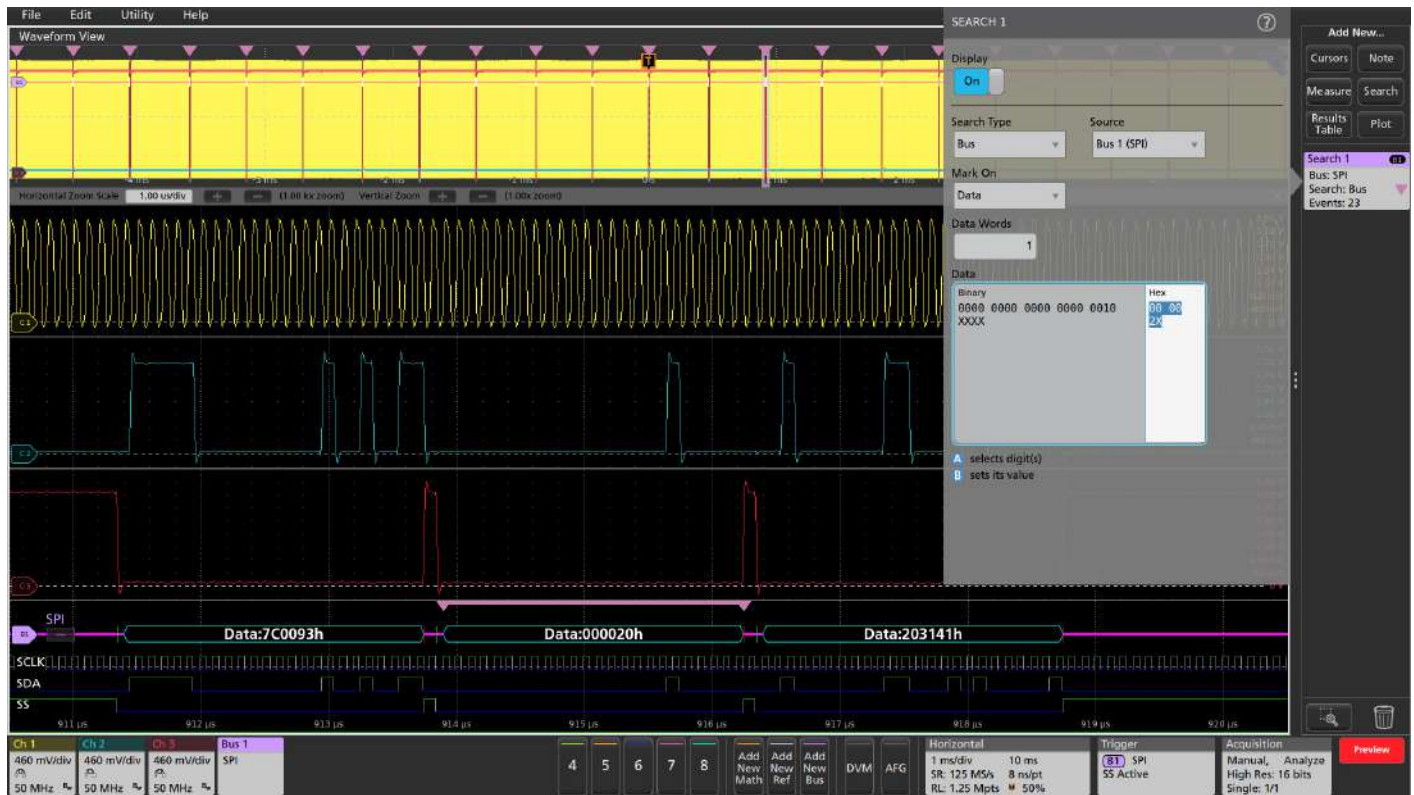 File Edit Utility Help
Waveform View
SEARCH 1
?
Display
On
Search Type Source
Bus Bus 1 (SPI)
Mark On
Data
Data Words
1
Data
Binary Hex
0000 0000 0000 0000 0010 00 00
XXXX 2X
A selects digit(s)
B sets its value
Add New...
Cursors Note
Measure Search
Results Table Plot
Search 1 B1
Bus: SPI
Search: Bus
Events: 23
T
0s
Horizontal Zoom Scale 1.00 us/div + - (1.00 kx zoom) Vertical Zoom + - (1.00x zoom)
C1
C2
C3
SPI
B1 Data:7C0093h Data:000020h Data:203141h
SCLK
SDA
SS
911 µs 912 µs 913 µs 914 µs 915 µs 916 µs 917 µs 918 µs 919 µs 920 µs
Ch 1 Ch 2 Ch 3 Bus 1
460 mV/div 460 mV/div 460 mV/div SPI
50 MHz 50 MHz 50 MHz
4 5 6 7 8
Add New Math
Add New Ref
Add New Bus
DVM AFG
Horizontal
1 ms/div 10 ms
SR: 125 MS/s 8 ns/pt
RL: 1.25 Mpts 50%
Trigger
B1 SPI
SS Active
Acquisition
Manual, Analyze
High Res: 16 bits
Single: 1/1
Preview